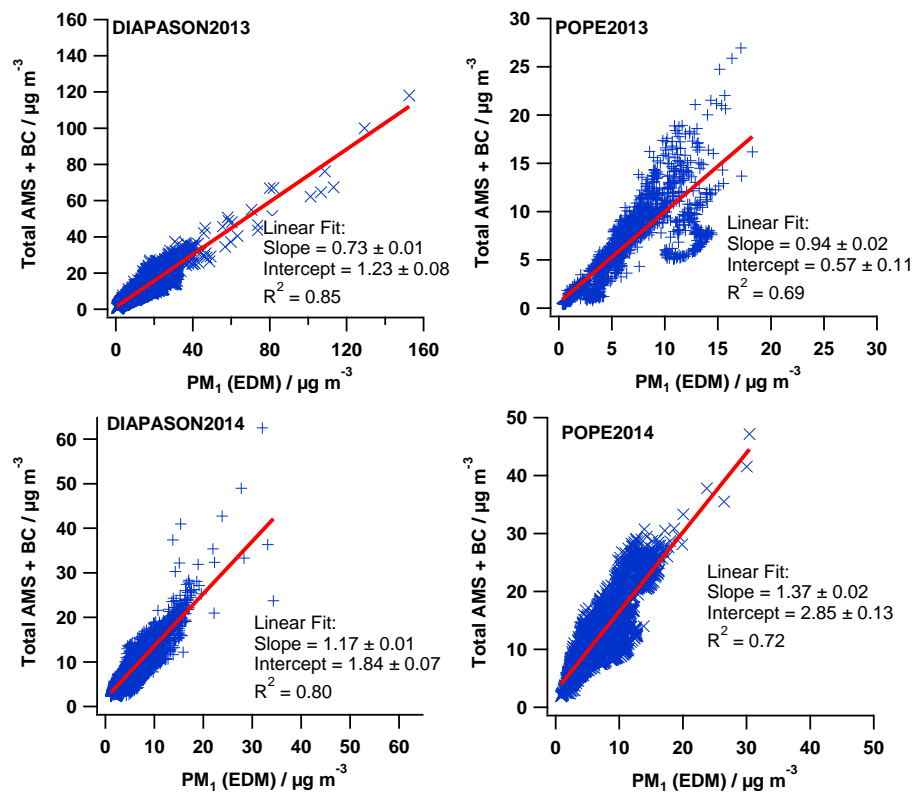 DIAPASON2013
Total AMS + BC / µg m⁻³
160
140
120
100
80
60
40
20
0
0 40 80 120 160
PM₁ (EDM) / µg m⁻³
Linear Fit:
Slope = 0.73 ± 0.01
Intercept = 1.23 ± 0.08
R² = 0.85
POPE2013
Total AMS + BC / µg m⁻³
30
25
20
15
10
5
0
0 5 10 15 20 25 30
PM₁ (EDM) / µg m⁻³
Linear Fit:
Slope = 0.94 ± 0.02
Intercept = 0.57 ± 0.11
R² = 0.69
DIAPASON2014
Total AMS + BC / µg m⁻³
60
50
40
30
20
10
0
0 10 20 30 40 50 60
PM₁ (EDM) / µg m⁻³
Linear Fit:
Slope = 1.17 ± 0.01
Intercept = 1.84 ± 0.07
R² = 0.80
POPE2014
Total AMS + BC / µg m⁻³
50
40
30
20
10
0
0 10 20 30 40 50
PM₁ (EDM) / µg m⁻³
Linear Fit:
Slope = 1.37 ± 0.02
Intercept = 2.85 ± 0.13
R² = 0.72